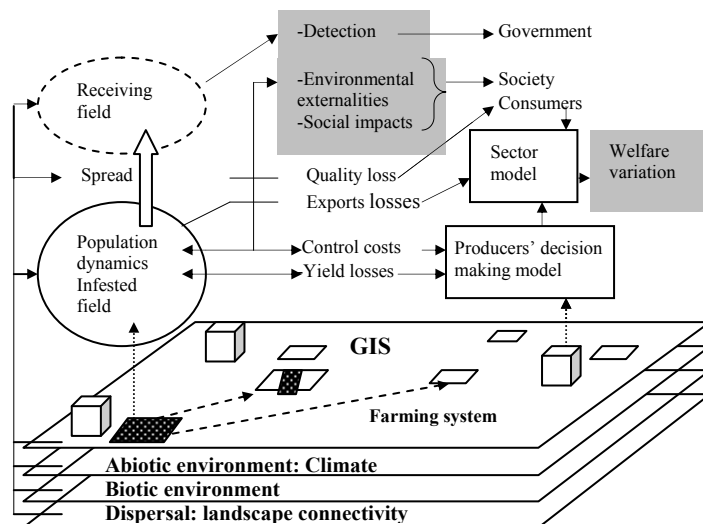 -Detection
Government
Receiving
field
-Environmental
externalities
-Social impacts
Society
Consumers
Sector
model
Welfare
variation
Spread
Quality loss
Exports losses
Population
dynamics
Infested
field
Control costs
Yield losses
Producers’ decision
making model
GIS
Farming system
Abiotic environment: Climate
Biotic environment
Dispersal: landscape connectivity